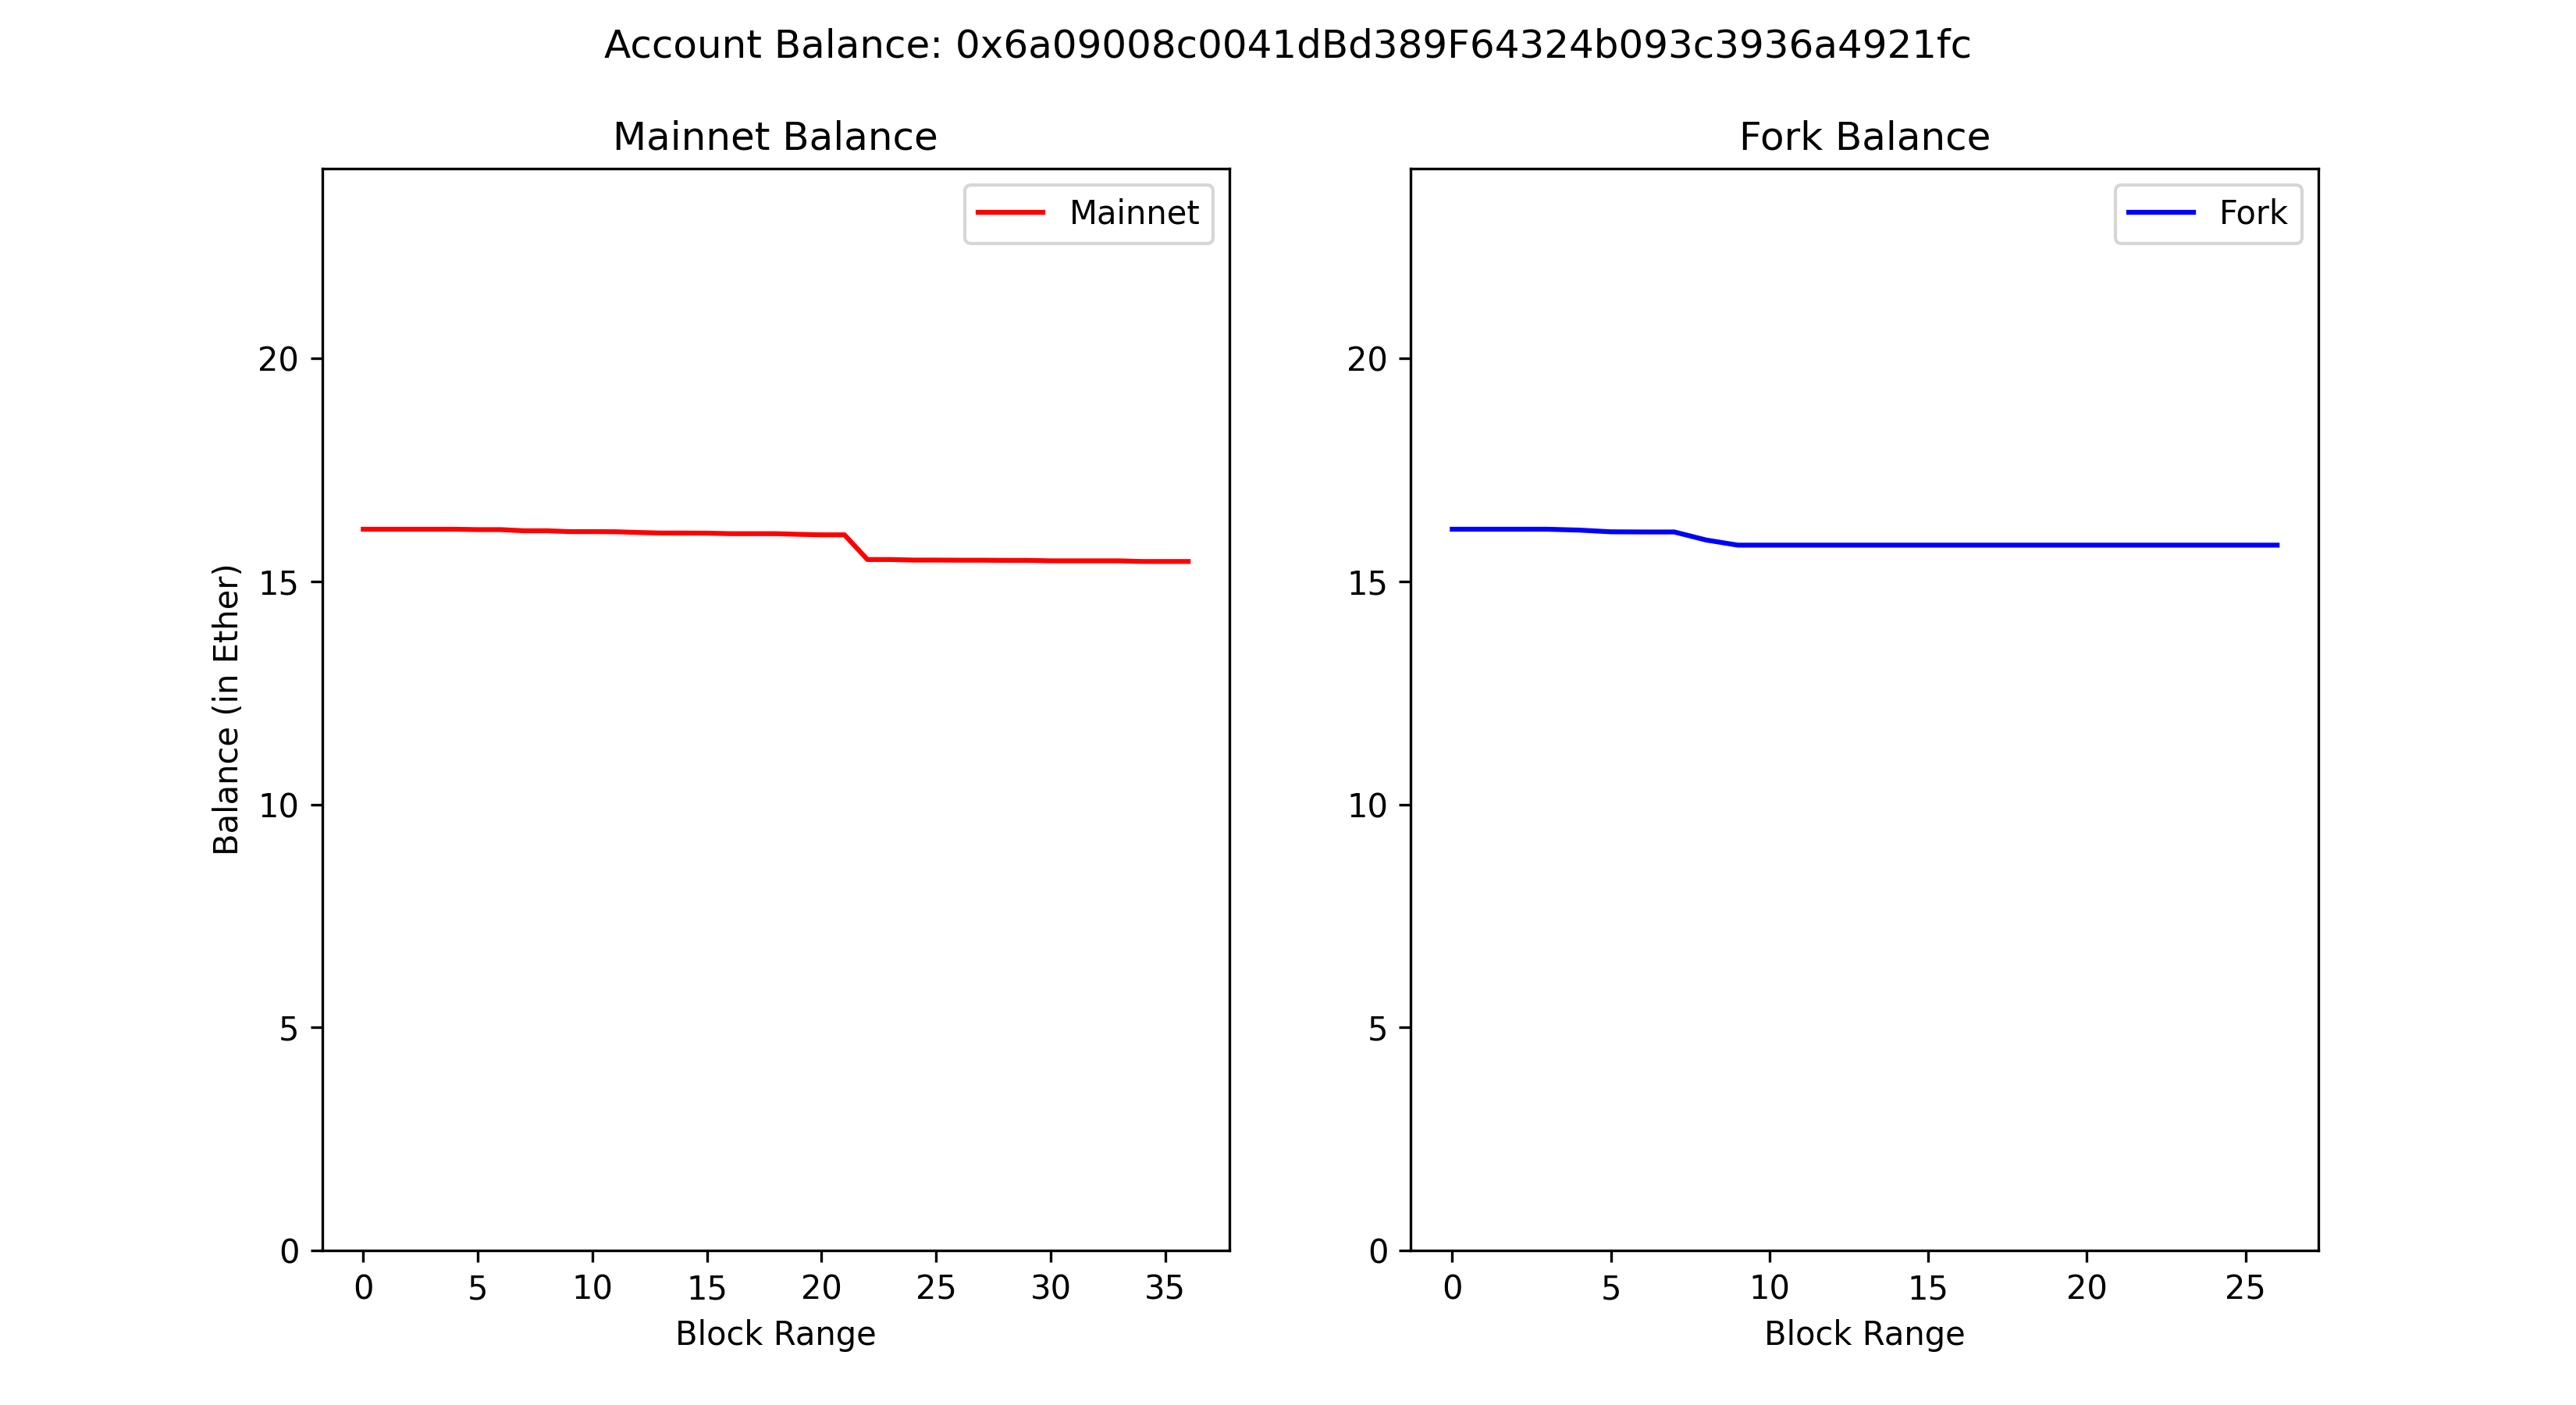 Account Balance: 0x6a09008c0041dBd389F64324b093c3936a4921fc
Mainnet Balance
Mainnet
20
15
10
5
0
Balance (in Ether)
0 5 10 15 20 25 30 35
Block Range
Fork Balance
Fork
20
15
10
5
0
0 5 10 15 20 25
Block Range